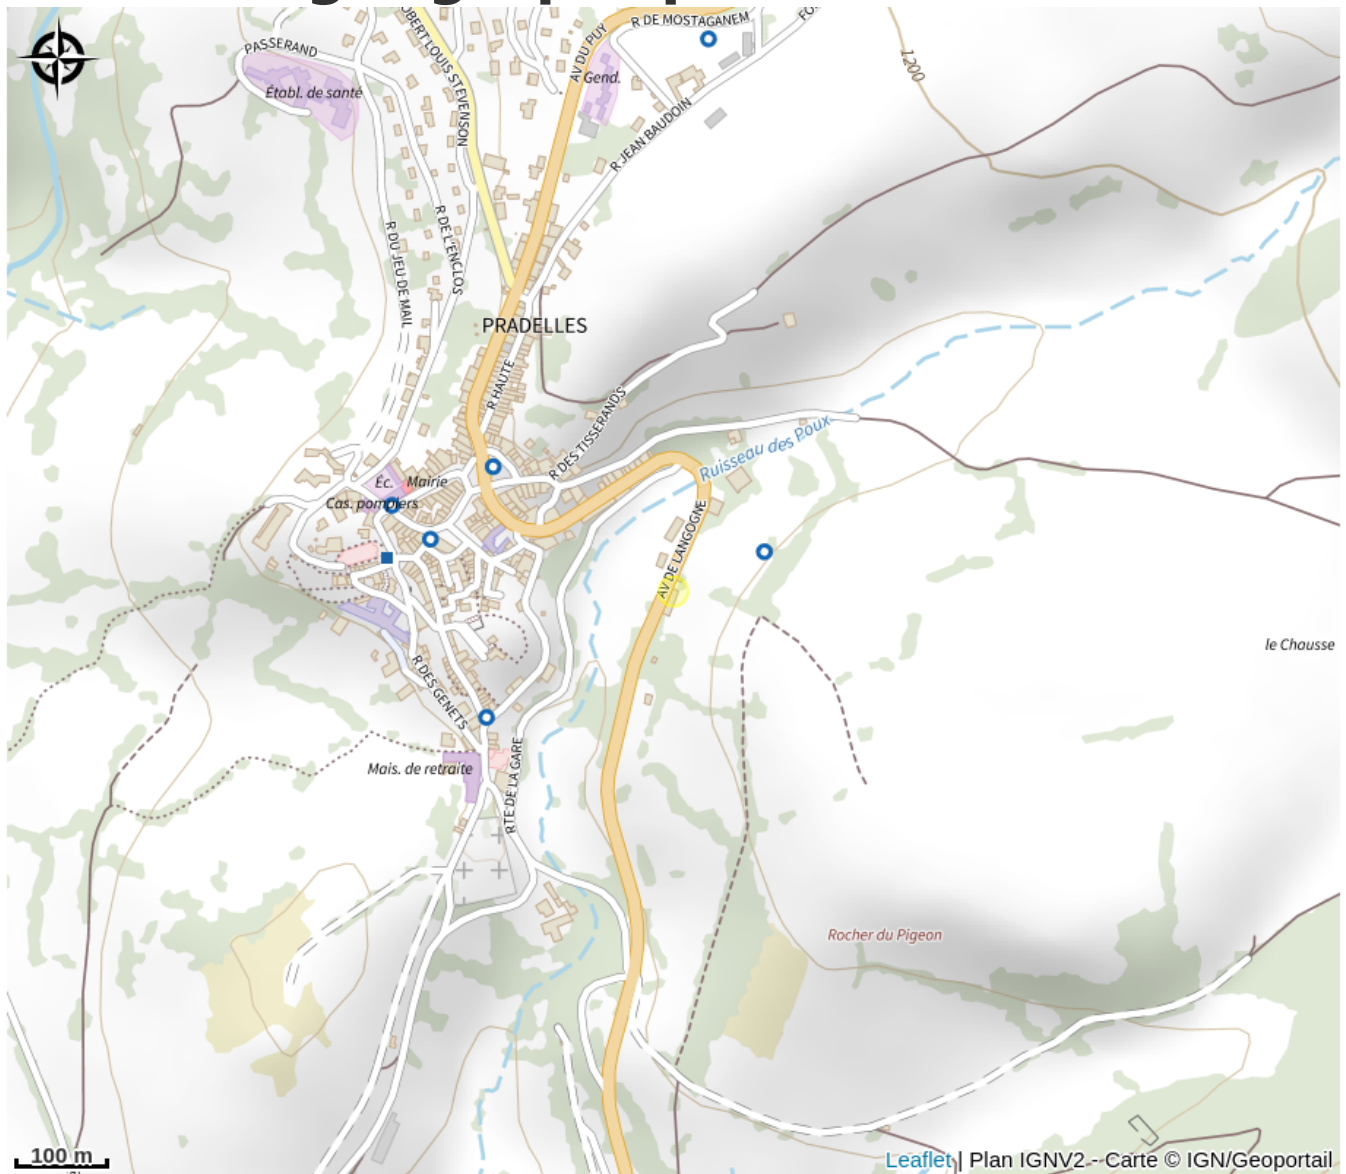 R DE MOSTAGANEM
PASSERAND
AV DU PUY
1200
Gend.
Établ. de santé
ROBERT LOUIS STEVENSON
R JEAN BAUDOIN
R DE L'ENCLOS
R DU JEU DE MAIL
PRADELLES
R HAUTE
R DES TISSERANDS
Ruisseau des Poux
Éc.
Mairie
Cas. pompiers
AV DE LANGOGNE
le Chausse
R DES GENETS
Mais. de retraite
RTE DE LA GARE
Rocher du Pigeon
100 m
Leaflet | Plan IGNV2 - Carte © IGN/Geoportail